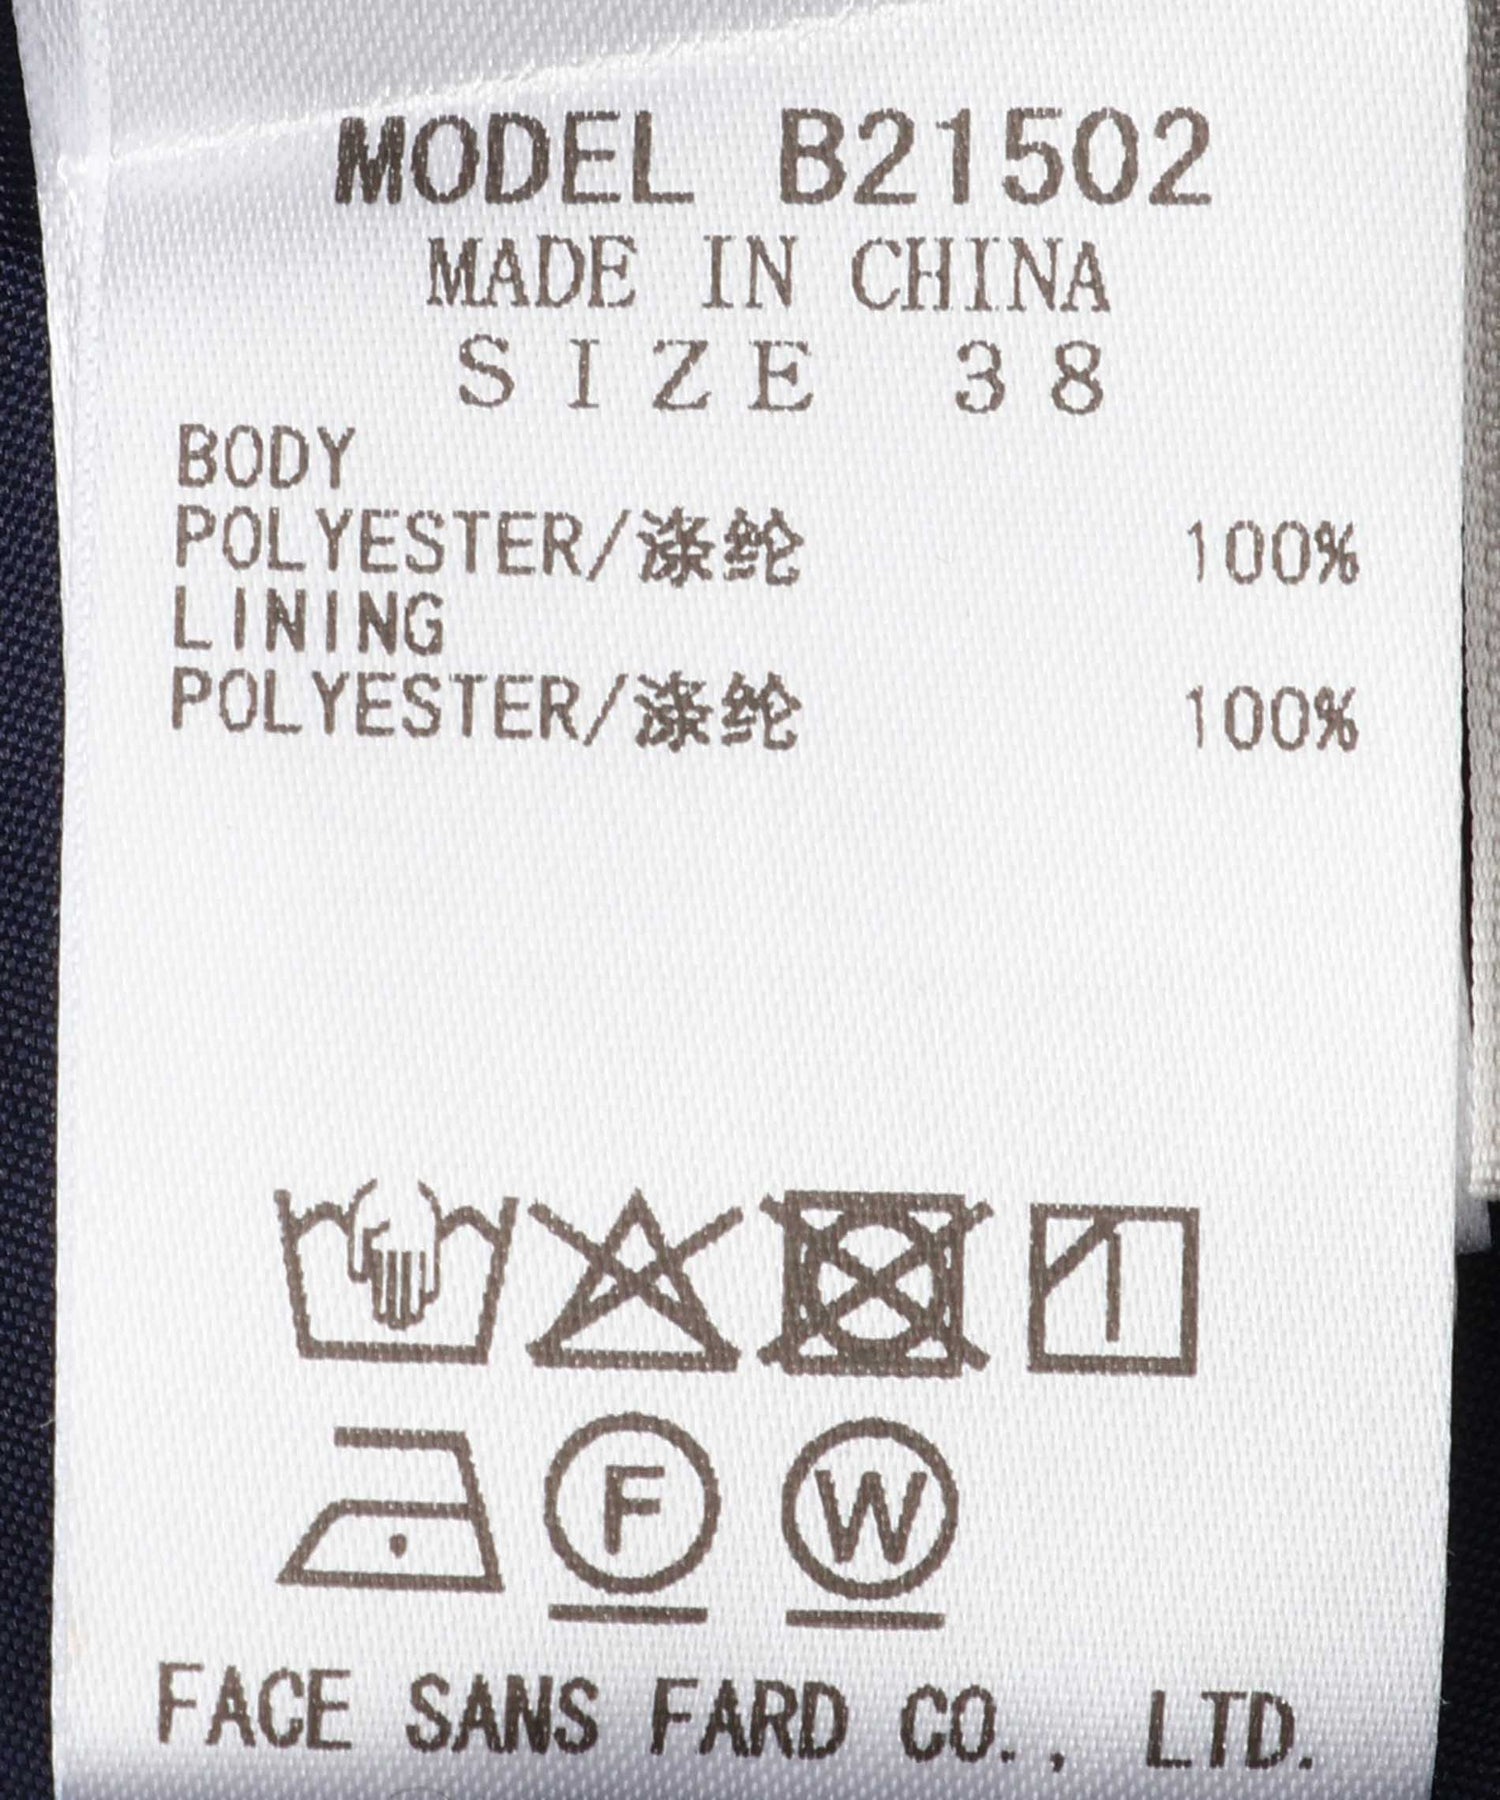 MODEL B21502
MADE IN CHINA
SIZE 38
BODY
POLYESTER/涤纶 100%
LINING
POLYESTER/涤纶 100%
F W
FACE SANS FARD CO., LTD.